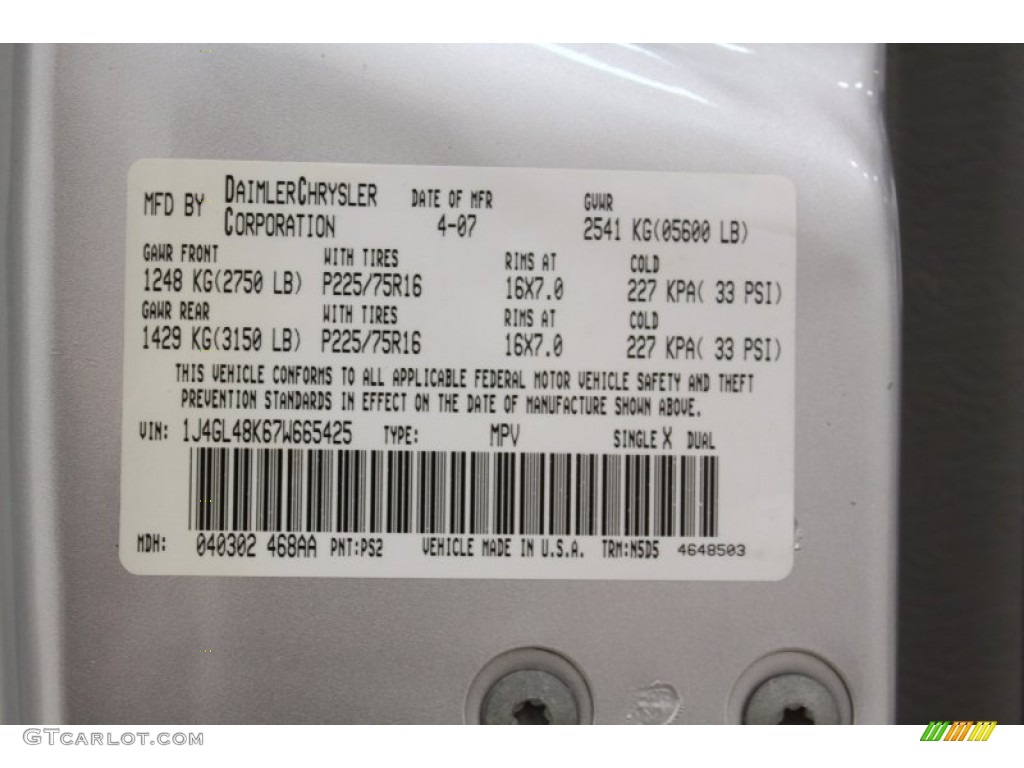 MFD BY DAIMLERCHRYSLER CORPORATION DATE OF MFR 4-07 GVWR 2541 KG(05600 LB)
GAWR FRONT WITH TIRES RIMS AT COLD
1248 KG(2750 LB) P225/75R16 16X7.0 227 KPA( 33 PSI)
GAWR REAR WITH TIRES RIMS AT COLD
1429 KG(3150 LB) P225/75R16 16X7.0 227 KPA( 33 PSI)
THIS VEHICLE CONFORMS TO ALL APPLICABLE FEDERAL MOTOR VEHICLE SAFETY AND THEFT
PREVENTION STANDARDS IN EFFECT ON THE DATE OF MANUFACTURE SHOWN ABOVE.
VIN: 1J4GL48K67W665425 TYPE: MPV SINGLE X DUAL
MDH: 040302 468AA PNT:PS2 VEHICLE MADE IN U.S.A. TRM:N5D5 4648503
GTCARLOT.COM